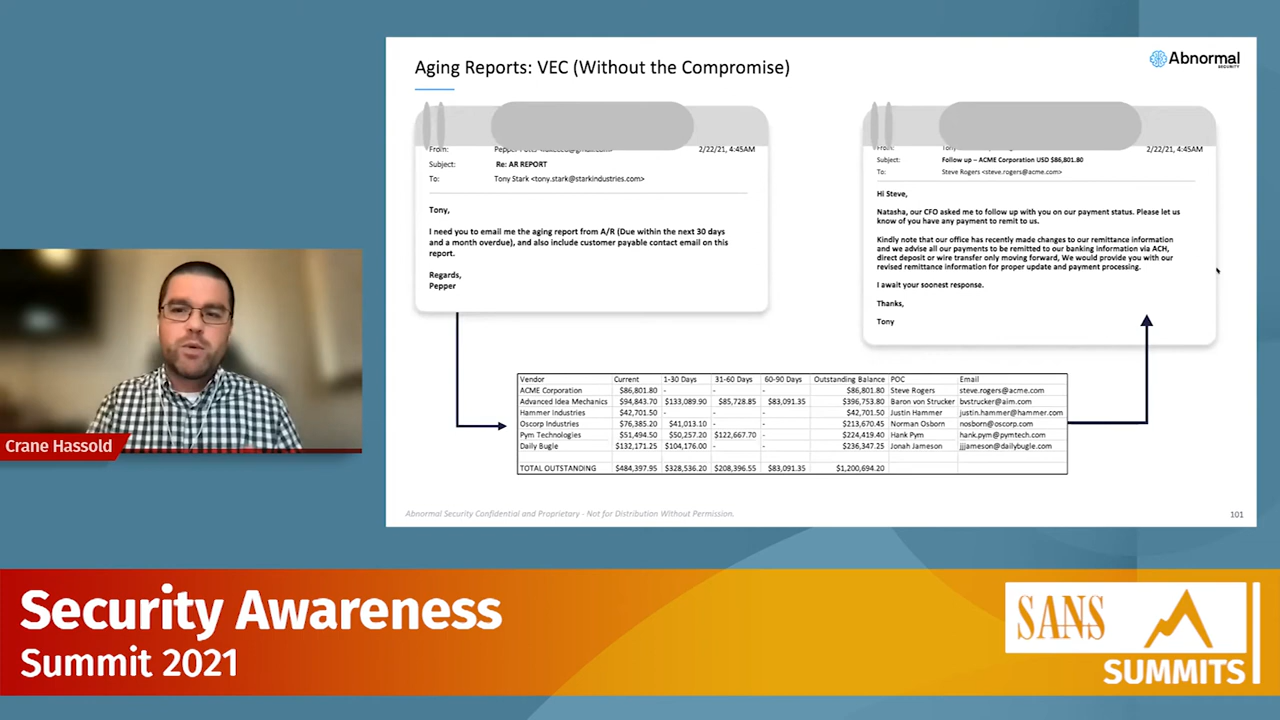 Aging Reports: VEC (Without the Compromise)
Abnormal
SECURITY
From: Pepper
2/22/21, 4:45AM
Subject: Re: AR REPORT
To: Tony Stark <tony.stark@starkindustries.com>
Tony,
I need you to email me the aging report from A/R (Due within the next 30 days
and a month overdue), and also include customer payable contact email on this
report.
Regards,
Pepper
From: Tony
2/22/21, 4:45AM
Subject: Follow up – ACME Corporation USD $86,801.80
To: Steve Rogers <steve.rogers@acme.com>
Hi Steve,
Natasha, our CFO asked me to follow up with you on our payment status. Please let us
know of you have any payment to remit to us.
Kindly note that our office has recently made changes to our remittance information
and we advise all our payments to be remitted to our banking information via ACH,
direct deposit or wire transfer only moving forward, We would provide you with our
revised remittance information for proper update and payment processing.
I await your soonest response.
Thanks,
Tony
Vendor Current 1-30 Days 31-60 Days 60-90 Days Outstanding Balance POC Email
ACME Corporation $86,801.80 - - - $86,801.80 Steve Rogers steve.rogers@acme.com
Advanced Idea Mechanics $94,843.70 $133,089.90 $85,728.85 $83,091.35 $396,753.80 Baron von Strucker bvstrucker@aim.com
Hammer Industries $42,701.50 - - - $42,701.50 Justin Hammer justin.hammer@hammer.com
Oscorp Industries $76,385.20 $41,013.10 - - $213,670.45 Norman Osborn nosborn@oscorp.com
Pym Technologies $51,494.50 $50,257.20 $122,667.70 - $224,419.40 Hank Pym hank.pym@pymtech.com
Daily Bugle $132,171.25 $104,176.00 - - $236,347.25 Jonah Jameson jjjameson@dailybugle.com
TOTAL OUTSTANDING $484,397.95 $328,536.20 $208,396.55 $83,091.35 $1,200,694.20
Abnormal Security Confidential and Proprietary - Not for Distribution Without Permission.
101
Crane Hassold
Security Awareness
Summit 2021
SANS
SUMMITS